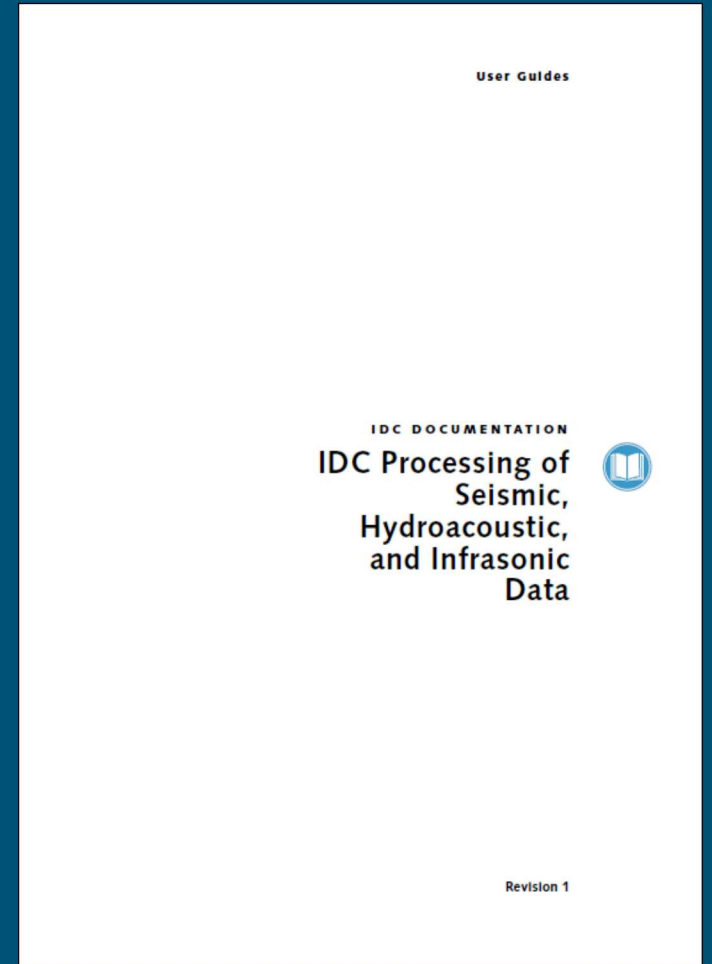 User Guides
IDC DOCUMENTATION
IDC Processing of
Seismic,
Hydroacoustic,
and Infrasonic
Data
Revision 1